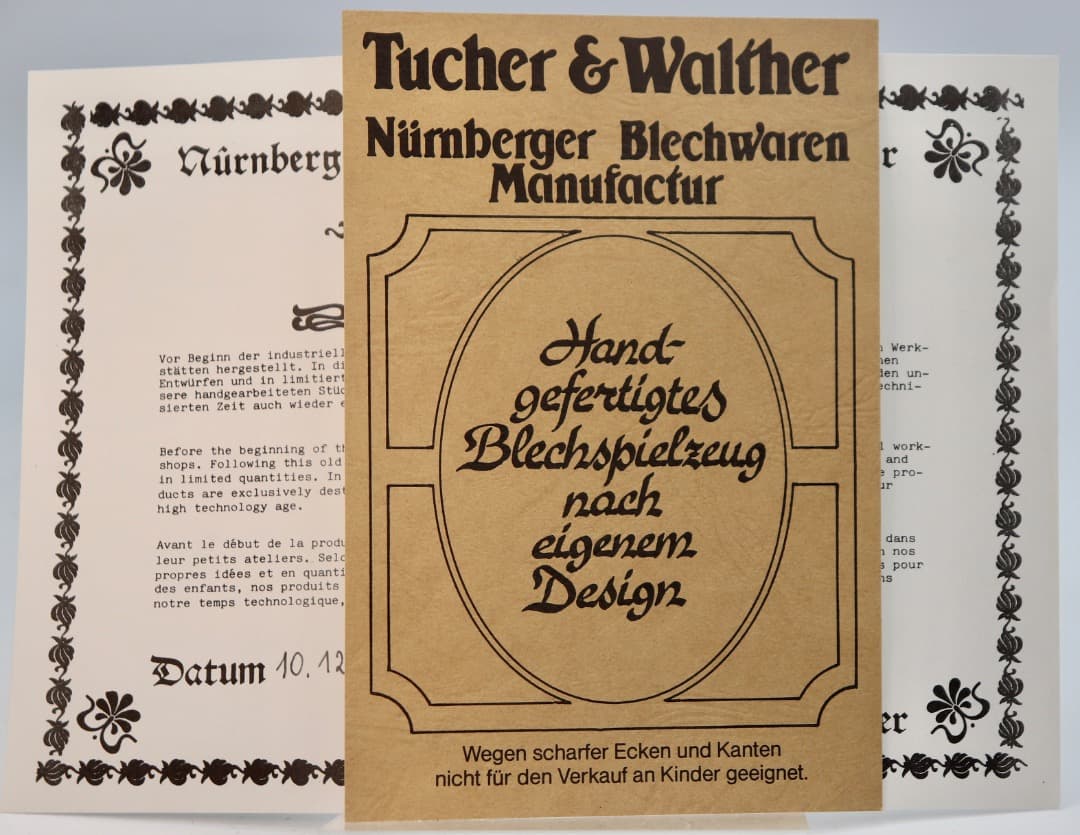 Tucher & Walther
Nürnberger Blechwaren
Manufactur
Hand-
gefertigtes
Blechspielzeug
nach
eigenem
Design
Wegen scharfer Ecken und Kanten
nicht für den Verkauf an Kinder geeignet.
Nürnberg
Vor Beginn der industriell
stätten hergestellt. In di
Entwürfen und in limitiert
sere handgearbeiteten Stüc
sierten Zeit auch wieder e
Before the beginning of th
shops. Following this old
in limited quantities. In
ducts are exclusively dest
high technology age.
Avant le début de la produ
leur petits ateliers. Selo
propres idées et en quanti
des enfants, nos produits
notre temps technologique,
Datum 10.12
r
Werk-
en
den un-
echni-
l work-
and
e pro-
ur
dans
n nos
s pour
ns
er